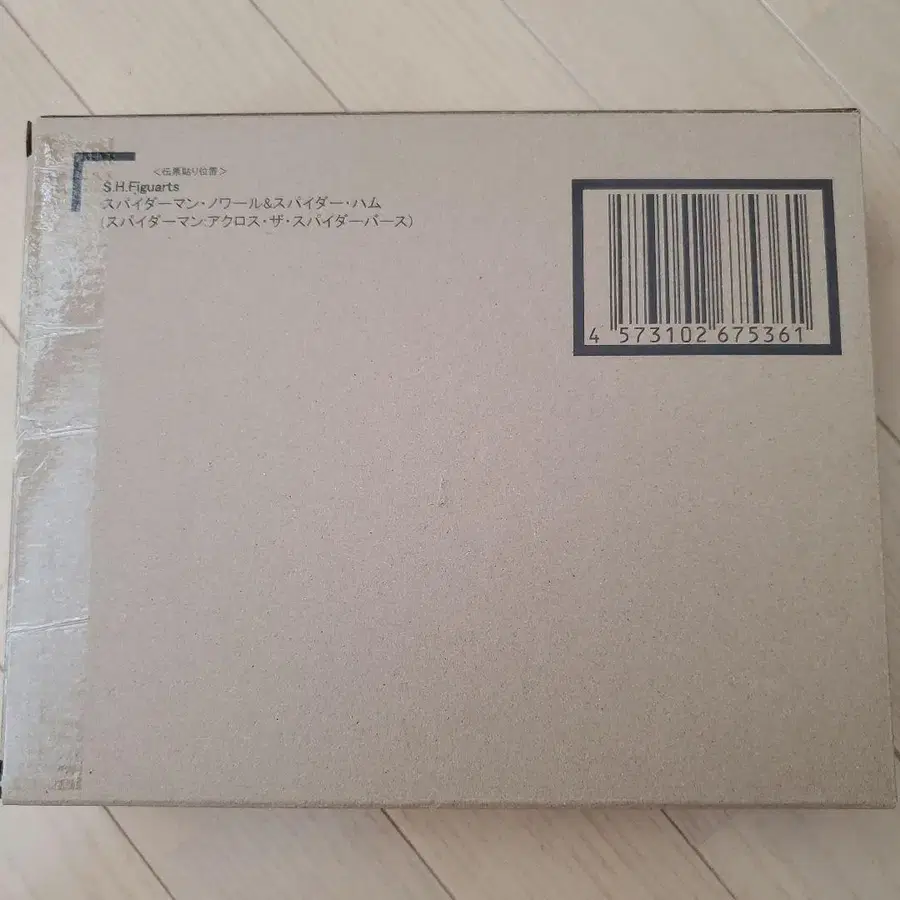 <伝票貼り位置>
S.H.Figuarts
スパイダーマン・ノワール&スパイダー・ハム
(スパイダーマン:アクロス・ザ・スパイダーバース)
4 573102 675361